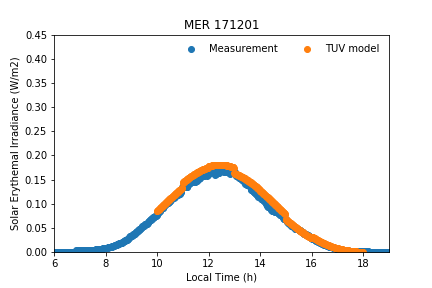 MER 171201
Measurement
TUV model
Solar Erythemal Irradiance (W/m2)
0.45
0.40
0.35
0.30
0.25
0.20
0.15
0.10
0.05
0.00
6 8 10 12 14 16 18
Local Time (h)